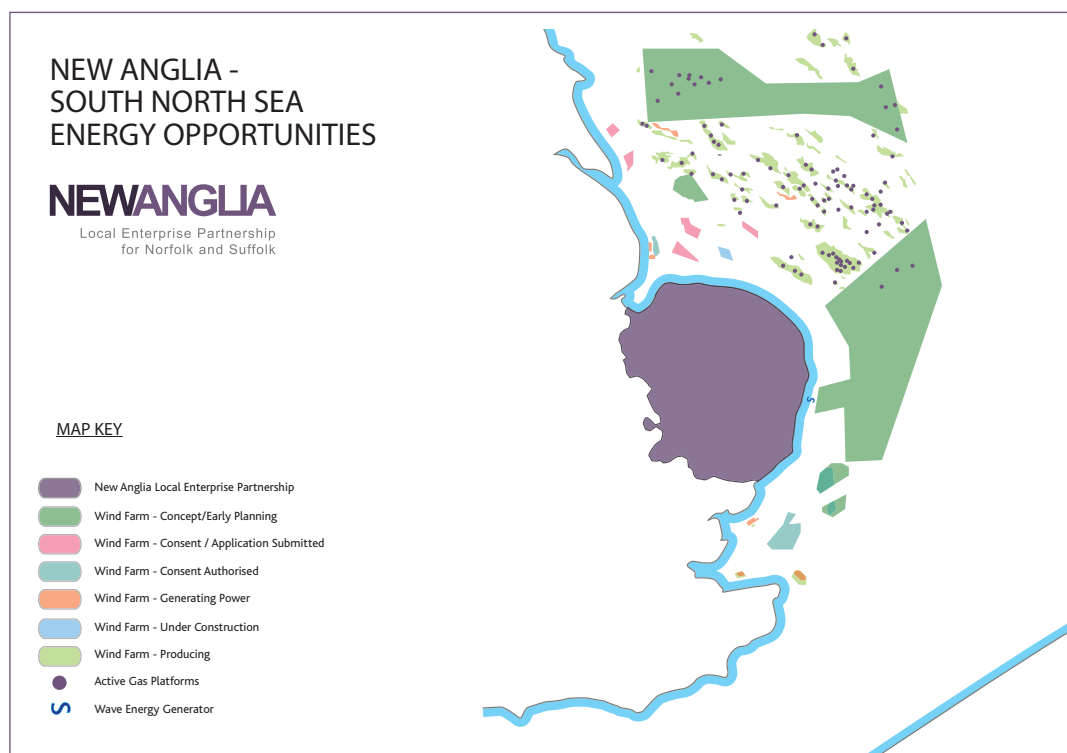 NEW ANGLIA -
SOUTH NORTH SEA
ENERGY OPPORTUNITIES
NEWANGLIA
Local Enterprise Partnership
for Norfolk and Suffolk
MAP KEY
New Anglia Local Enterprise Partnership
Wind Farm - Concept/Early Planning
Wind Farm - Consent / Application Submitted
Wind Farm - Consent Authorised
Wind Farm - Generating Power
Wind Farm - Under Construction
Wind Farm - Producing
Active Gas Platforms
Wave Energy Generator